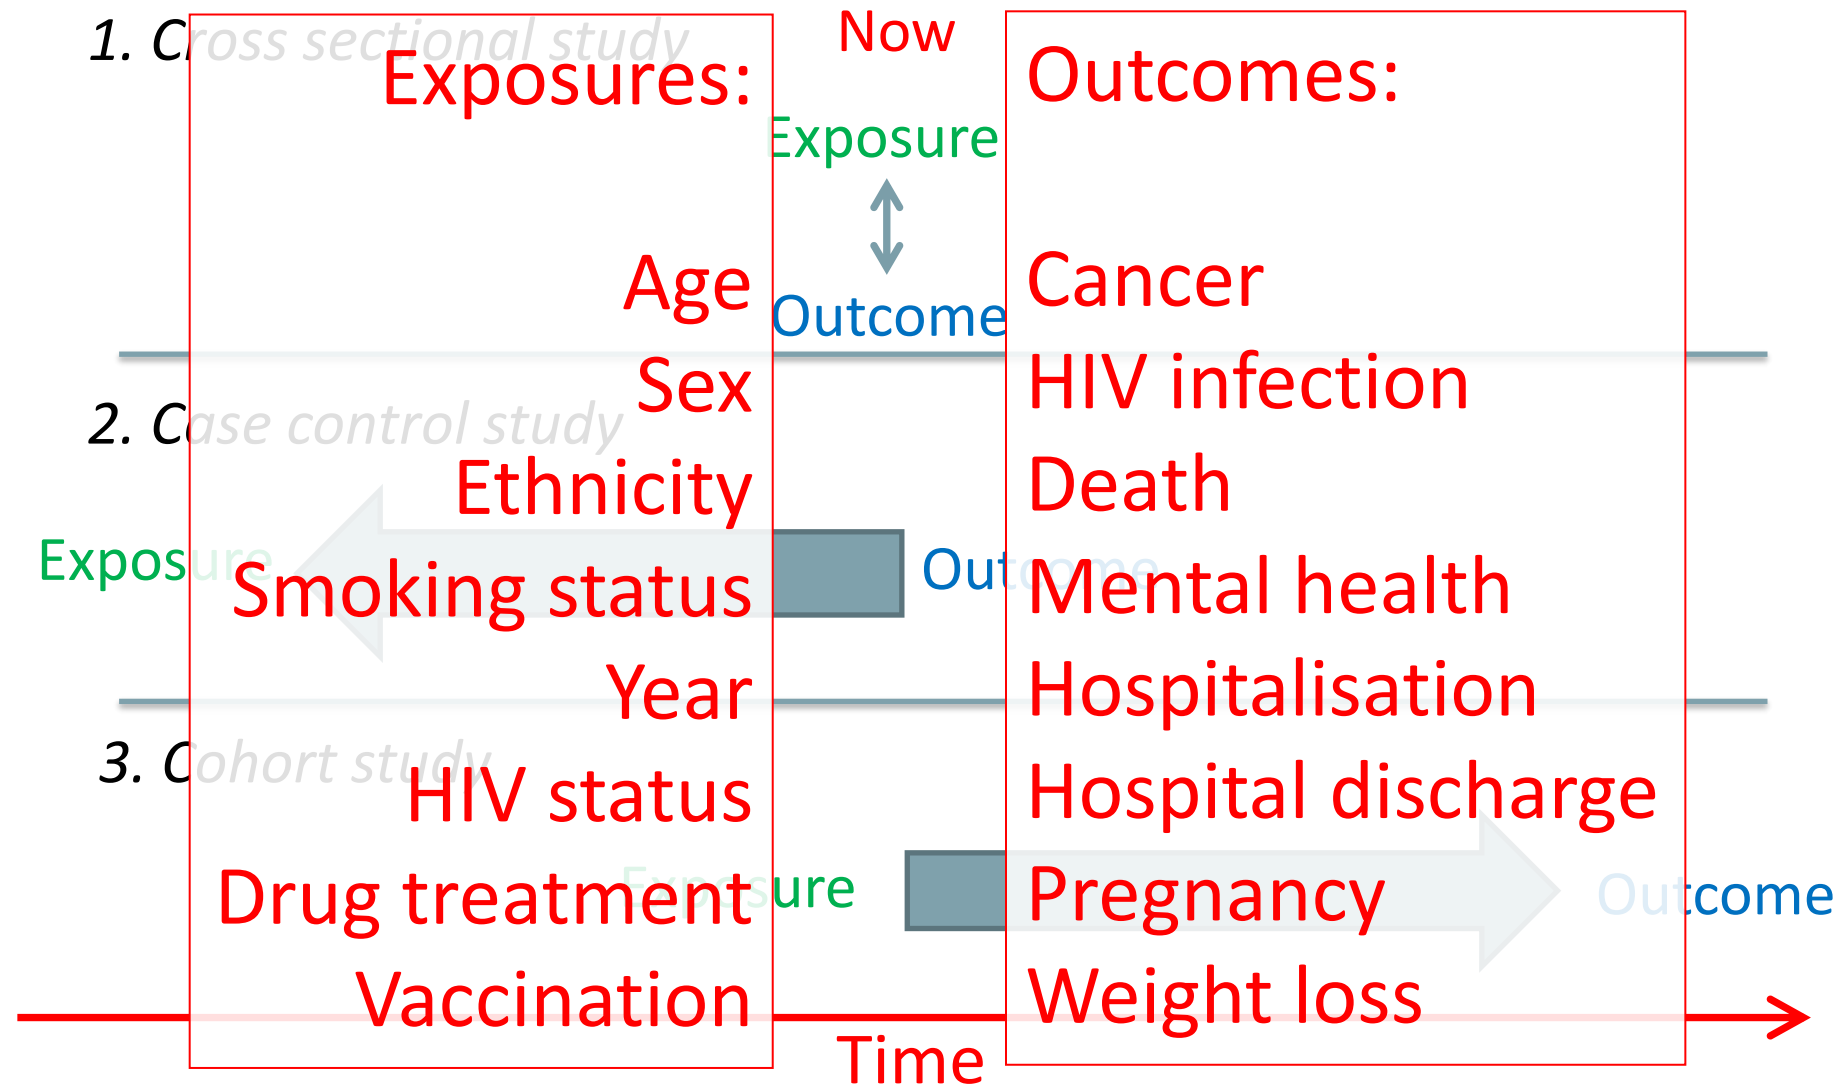 1. Cross sectional study
Now
Exposure
Outcome
2. Case control study
Exposure
Outcome
3. Cohort study
Exposure
Outcome
Time
Exposures:
Age
Sex
Ethnicity
Smoking status
Year
HIV status
Drug treatment
Vaccination
Outcomes:
Cancer
HIV infection
Death
Mental health
Hospitalisation
Hospital discharge
Pregnancy
Weight loss